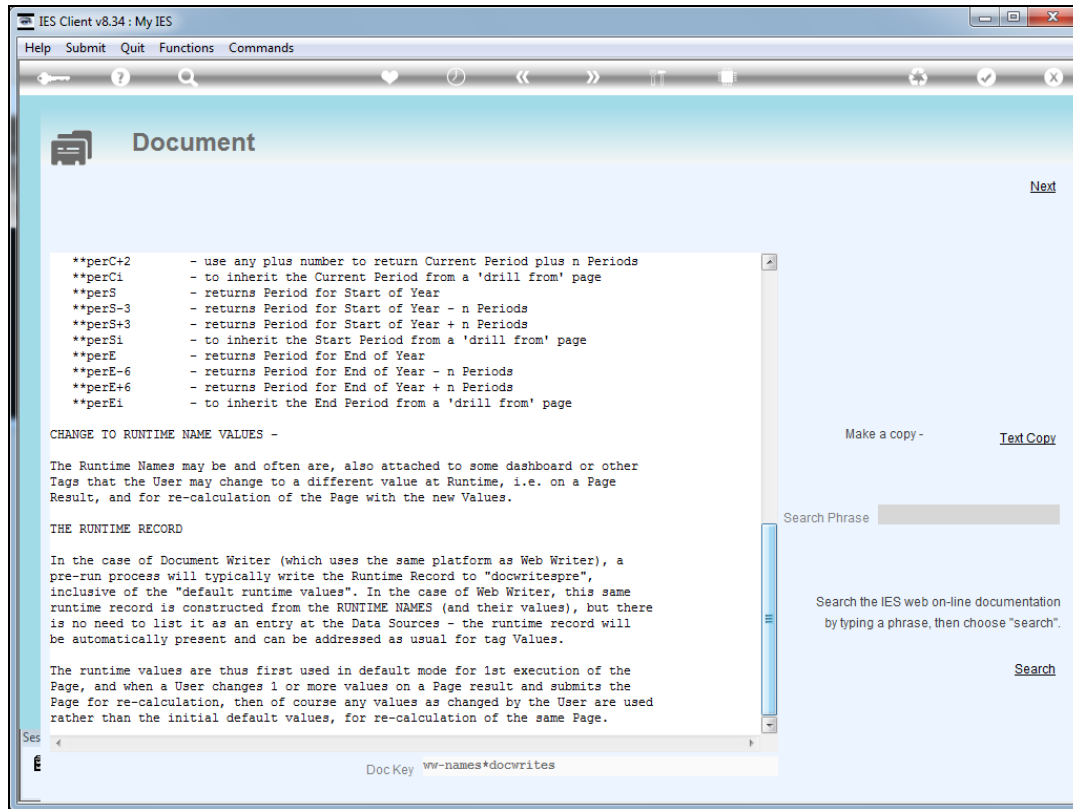 IES Client v8.34 : My IES
Help Submit Quit Functions Commands
Document
Next
**perC+2 - use any plus number to return Current Period plus n Periods
**perCi - to inherit the Current Period from a 'drill from' page
**perS - returns Period for Start of Year
**perS-3 - returns Period for Start of Year - n Periods
**perS+3 - returns Period for Start of Year + n Periods
**perSi - to inherit the Start Period from a 'drill from' page
**perE - returns Period for End of Year
**perE-6 - returns Period for End of Year - n Periods
**perE+6 - returns Period for End of Year + n Periods
**perEi - to inherit the End Period from a 'drill from' page
CHANGE TO RUNTIME NAME VALUES -
The Runtime Names may be and often are, also attached to some dashboard or other
Tags that the User may change to a different value at Runtime, i.e. on a Page
Result, and for re-calculation of the Page with the new Values.
THE RUNTIME RECORD
In the case of Document Writer (which uses the same platform as Web Writer), a
pre-run process will typically write the Runtime Record to "docwritespre",
inclusive of the "default runtime values". In the case of Web Writer, this same
runtime record is constructed from the RUNTIME NAMES (and their values), but there
is no need to list it as an entry at the Data Sources - the runtime record will
be automatically present and can be addressed as usual for tag Values.
The runtime values are thus first used in default mode for 1st execution of the
Page, and when a User changes 1 or more values on a Page result and submits the
Page for re-calculation, then of course any values as changed by the User are used
rather than the initial default values, for re-calculation of the same Page.
Make a copy -
Text Copy
Search Phrase
Search the IES web on-line documentation
by typing a phrase, then choose "search".
Search
Ses
Doc Key ww-names*docwrites